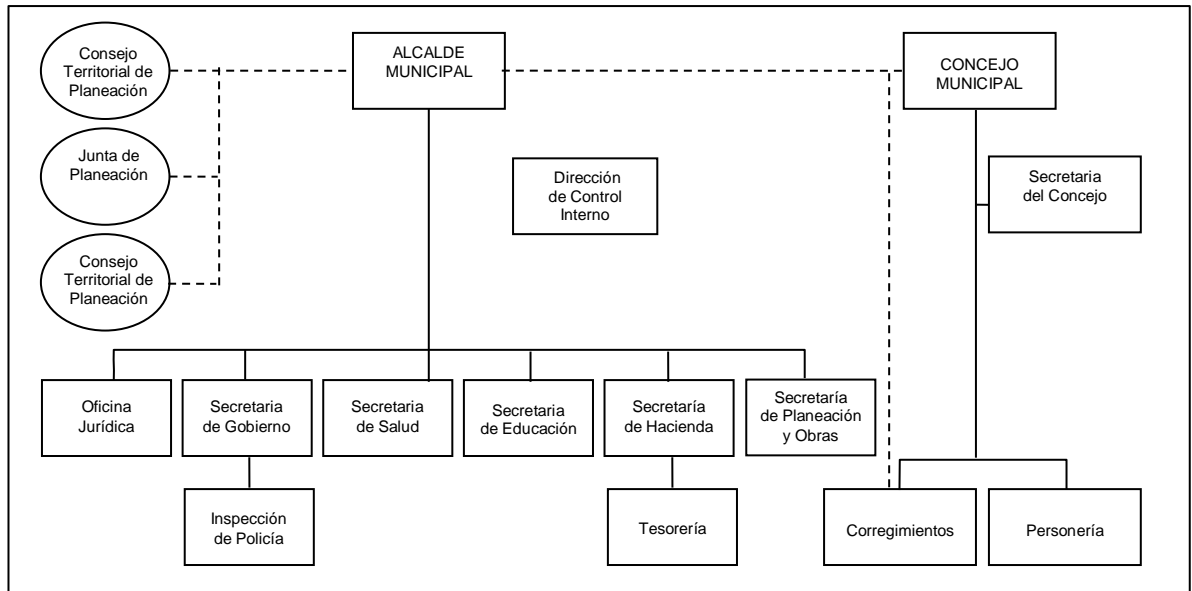 Consejo
Territorial de
Planeación
ALCALDE
MUNICIPAL
CONCEJO
MUNICIPAL
Junta de
Planeación
Dirección
de Control
Interno
Secretaria
del Concejo
Consejo
Territorial de
Planeación
Oficina
Jurídica
Secretaria
de Gobierno
Secretaria
de Salud
Secretaria
de Educación
Secretaría
de Hacienda
Secretaría
de Planeación
y Obras
Inspección
de Policía
Tesorería
Corregimientos
Personería